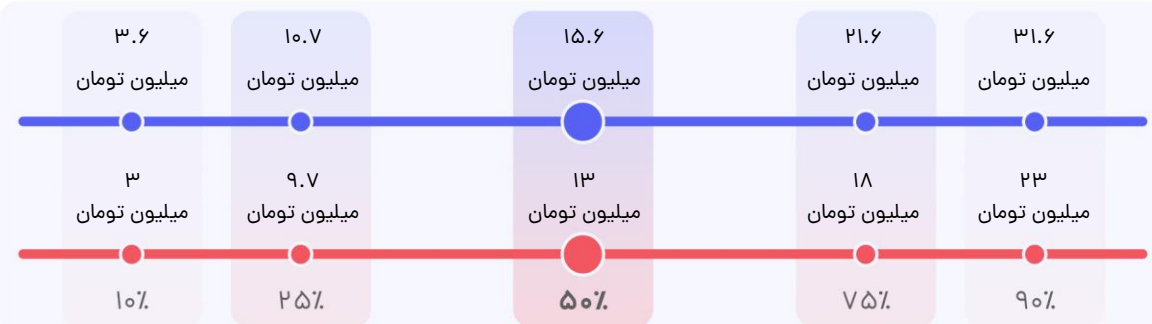 ۳.۶ ۱۰.۷ ۱۵.۶ ۲۱.۶ ۳۱.۶
میلیون تومان میلیون تومان میلیون تومان میلیون تومان میلیون تومان
۳ ۹.۷ ۱۳ ۱۸ ۲۳
میلیون تومان میلیون تومان میلیون تومان میلیون تومان میلیون تومان
۱۰٪ ۲۵٪ ۵۰٪ ۷۵٪ ۹۰٪